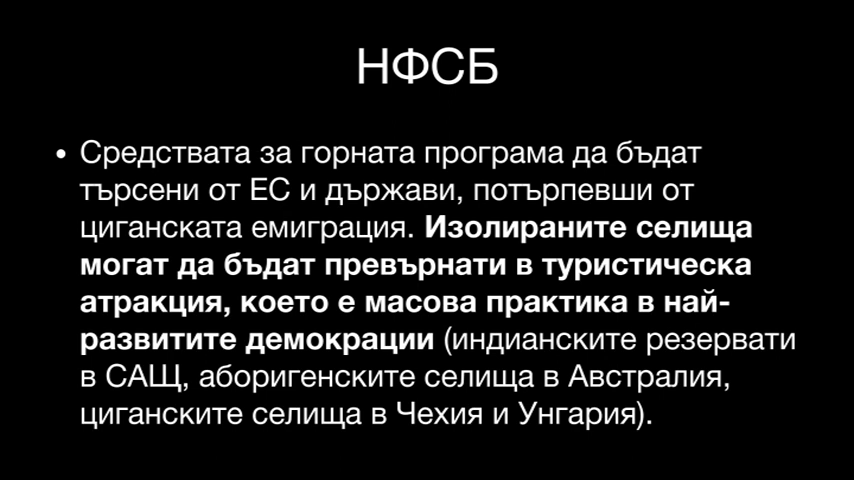 НФСБ
• Средствата за горната програма да бъдат
търсени от ЕС и държави, потърпевши от
циганската емиграция. Изолираните селища
могат да бъдат превърнати в туристическа
атракция, което е масова практика в най-
развитите демокрации (индианските резервати
в САЩ, аборигенските селища в Австралия,
циганските селища в Чехия и Унгария).